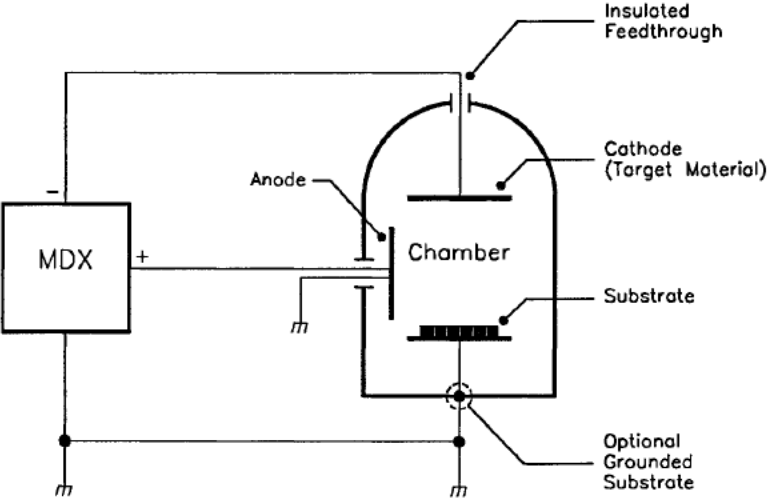 Insulated
Feedthrough
Cathode
(Target Material)
Anode
−
MDX
+
Chamber
Substrate
Optional
Grounded
Substrate